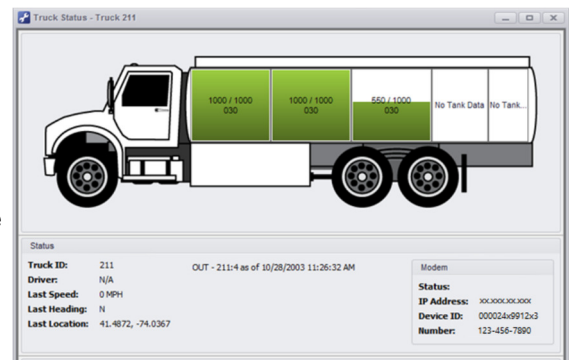 Truck Status - Truck 211
1000 / 1000
030
1000 / 1000
030
550 / 1000
030
No Tank Data
No Tank...
e
Status
Truck ID: 211
OUT - 211:4 as of 10/28/2003 11:26:32 AM
Driver: N/A
Last Speed: 0 MPH
Last Heading: N
Last Location: 41.4872, -74.0367
Modem
Status:
IP Address: xx.xxx.xx.xxx
Device ID: 000024x9912x3
Number: 123-456-7890